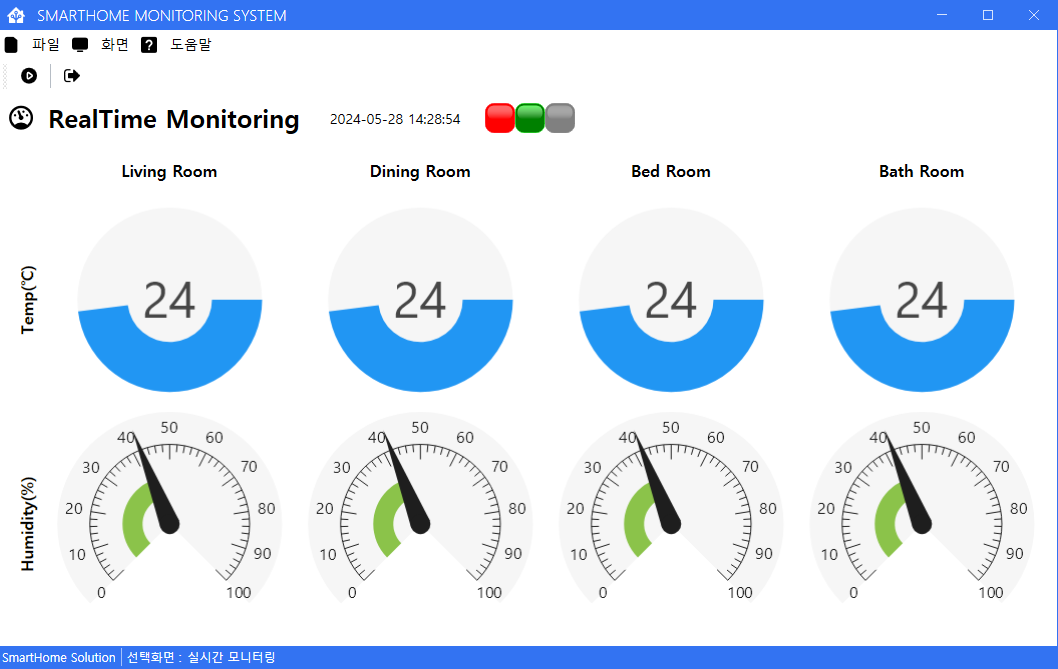 SMARTHOME MONITORING SYSTEM
파일 화면 ? 도움말
RealTime Monitoring 2024-05-28 14:28:54
Living Room Dining Room Bed Room Bath Room
Temp(℃)
24 24 24 24
Humidity(%)
0 10 20 30 40 50 60 70 80 90 100
0 10 20 30 40 50 60 70 80 90 100
0 10 20 30 40 50 60 70 80 90 100
0 10 20 30 40 50 60 70 80 90 100
SmartHome Solution 선택화면 : 실시간 모니터링